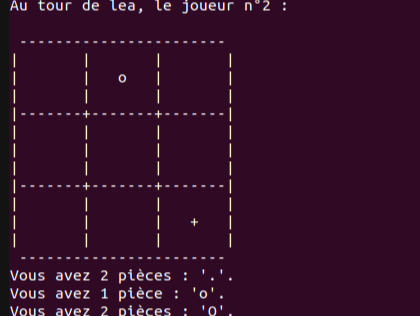 Au tour de lea, le joueur n°2 :
o
+
Vous avez 2 pièces : '.'.
Vous avez 1 pièce : 'o'.
Vous avez 2 pièces : 'O'.